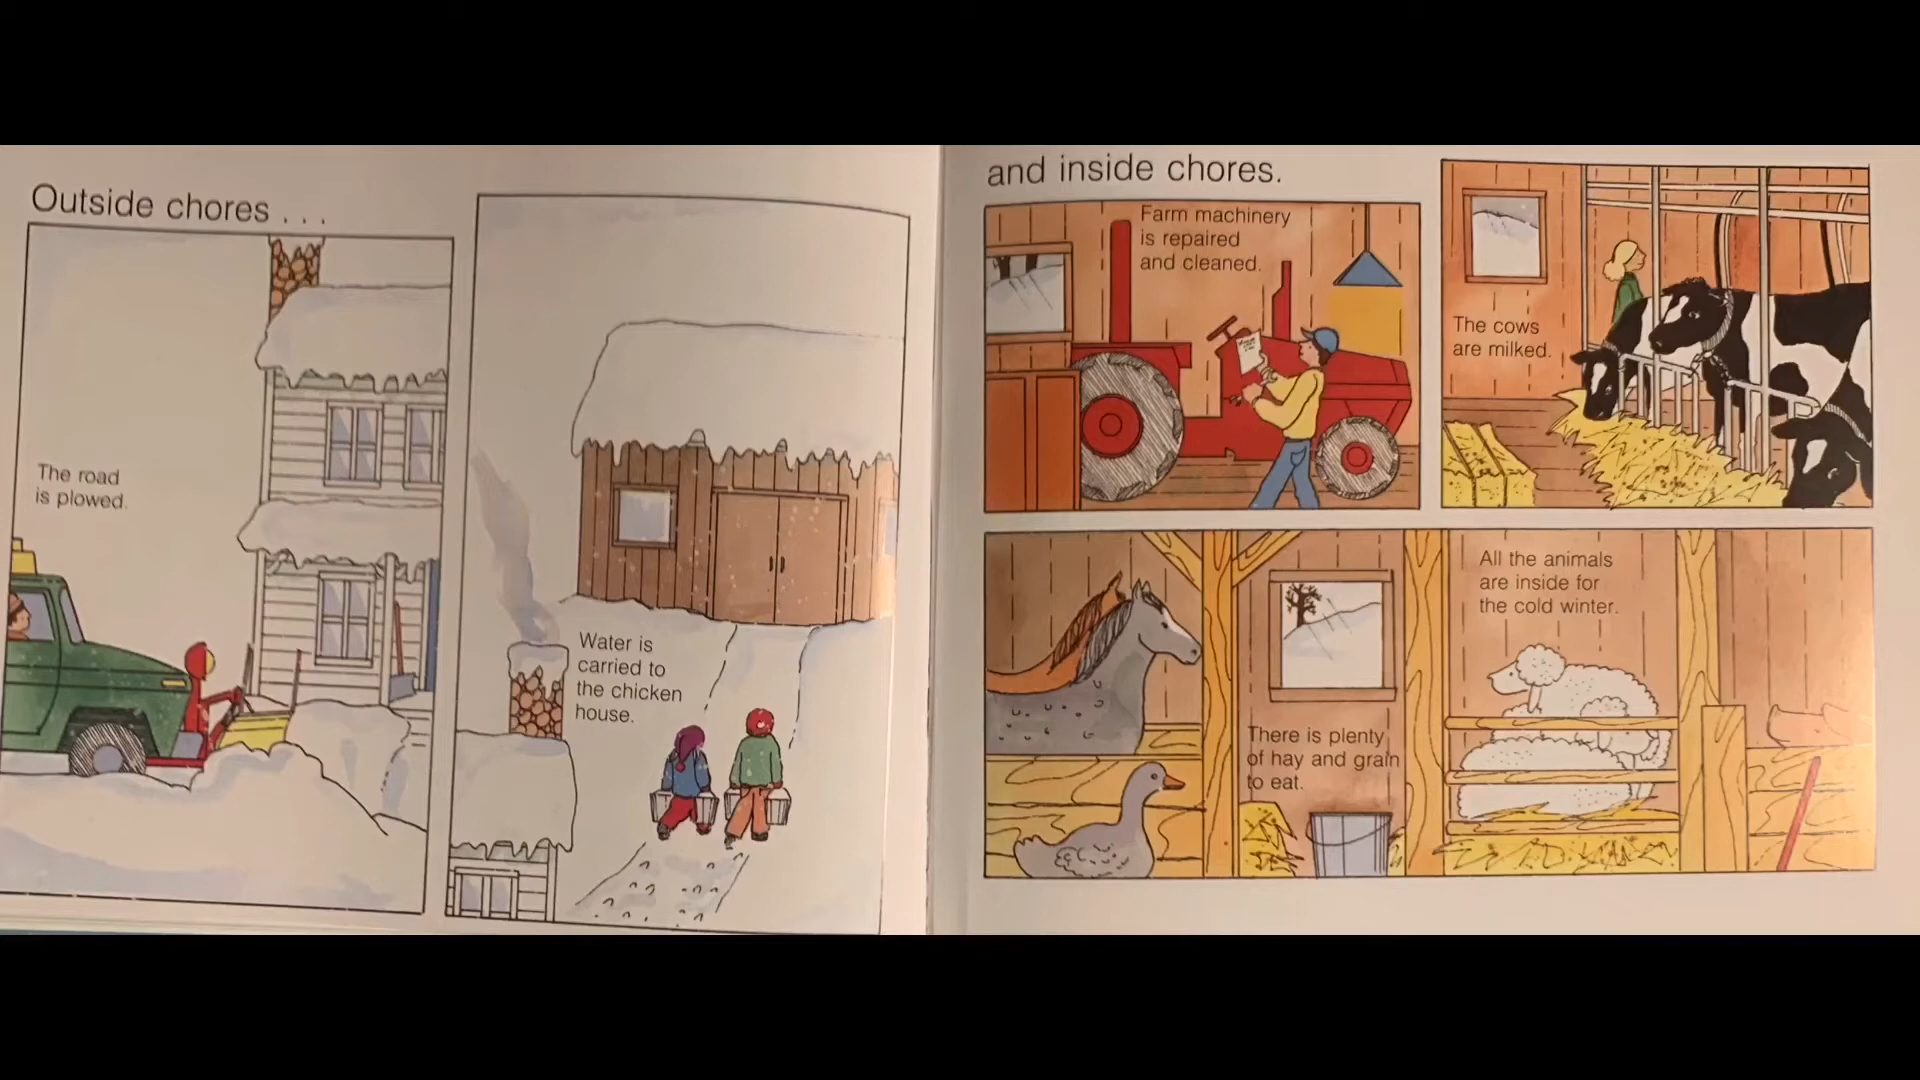 Outside chores . . .
The road
is plowed.
Water is
carried to
the chicken
house.
and inside chores.
Farm machinery
is repaired
and cleaned.
The cows
are milked.
All the animals
are inside for
the cold winter.
There is plenty
of hay and grain
to eat.